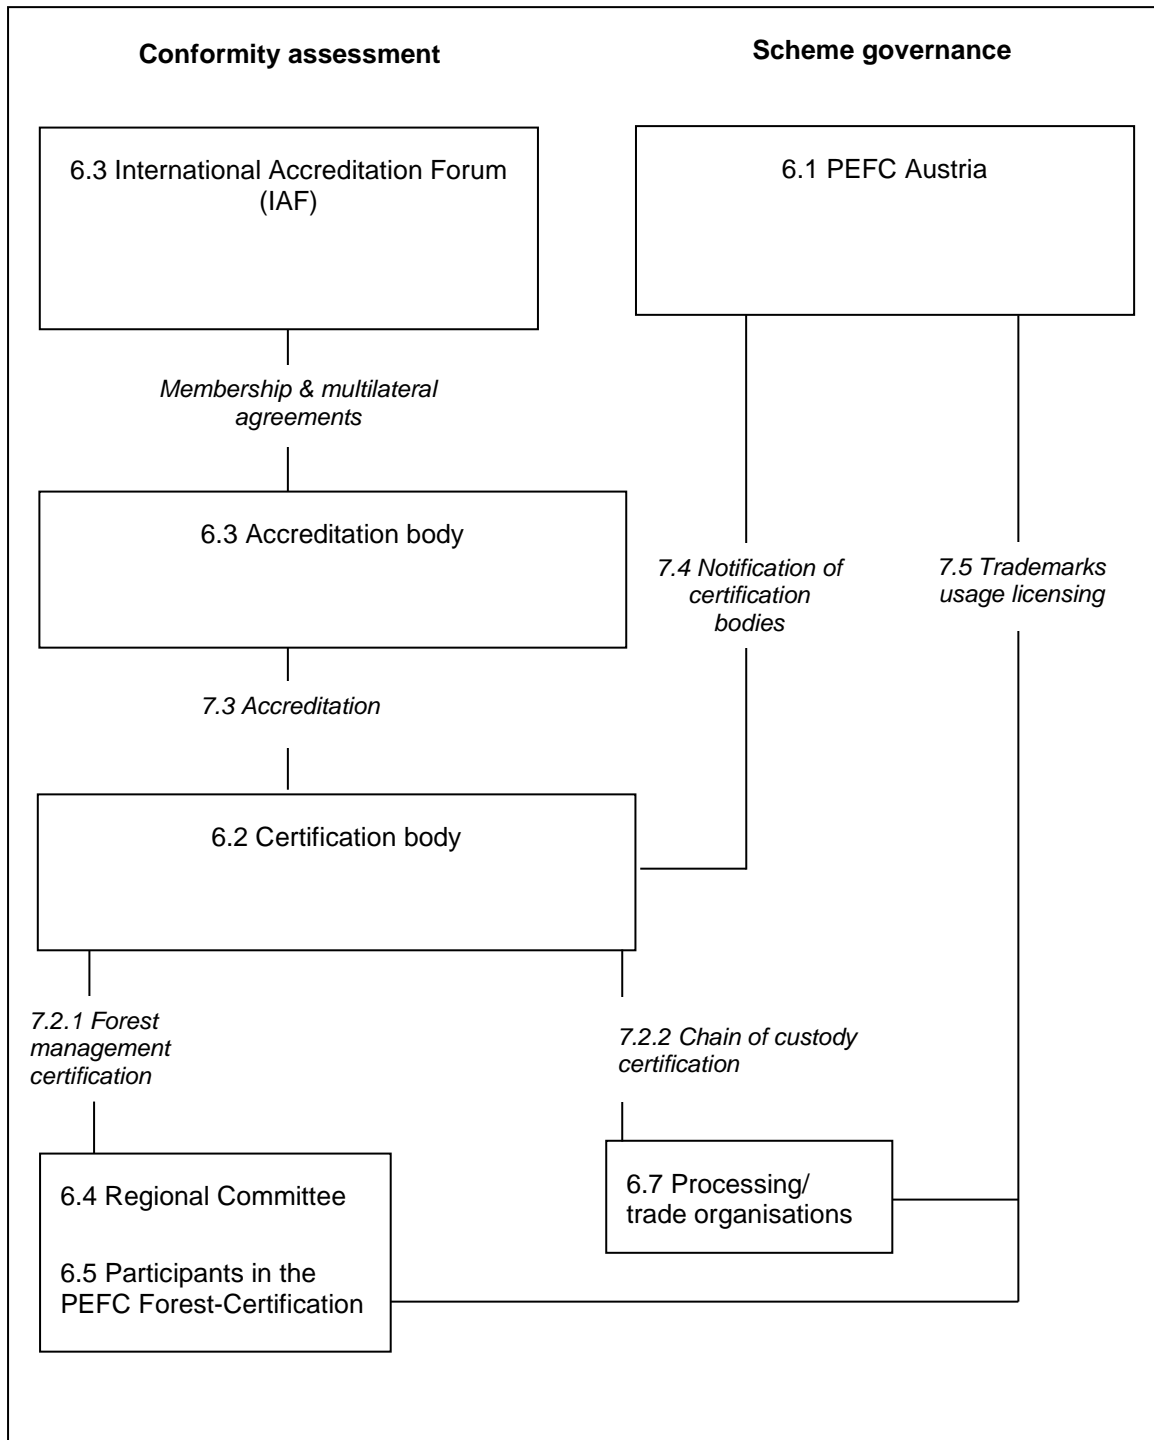 Conformity assessment
Scheme governance
6.3 International Accreditation Forum
(IAF)
6.1 PEFC Austria
Membership & multilateral
agreements
6.3 Accreditation body
7.4 Notification of
certification
bodies
7.5 Trademarks
usage licensing
7.3 Accreditation
6.2 Certification body
7.2.1 Forest
management
certification
7.2.2 Chain of custody
certification
6.4 Regional Committee
6.5 Participants in the
PEFC Forest-Certification
6.7 Processing/
trade organisations